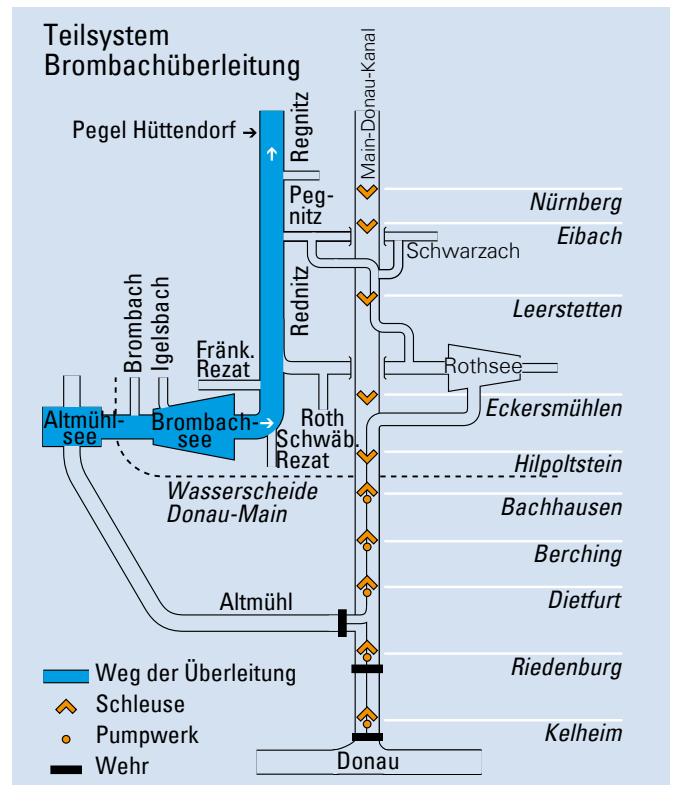 Teilsystem
Brombachüberleitung
Main-Donau-Kanal
Pegel Hüttendorf
Regnitz
Peg-
nitz
Nürnberg
Eibach
Schwarzach
Leerstetten
Rednitz
Brombach
Igelsbach
Fränk.
Rezat
Rothsee
Eckersmühlen
Altmühl-
see
Brombach-
see
Roth
Schwäb.
Rezat
Hilpoltstein
Wasserscheide
Donau-Main
Bachhausen
Berching
Dietfurt
Altmühl
Riedenburg
Kelheim
Donau
Weg der Überleitung
Schleuse
Pumpwerk
Wehr